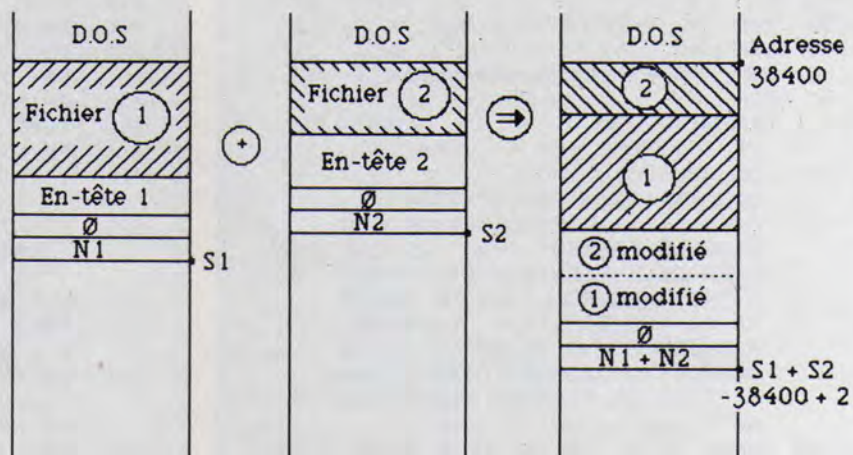 D.O.S
Fichier 1
En-tête 1
Ø
N1
S1
+
D.O.S
Fichier 2
En-tête 2
Ø
N2
S2
⇒
D.O.S
Adresse
38400
2
1
2 modifié
1 modifié
Ø
N1 + N2
S1 + S2
-38400 + 2